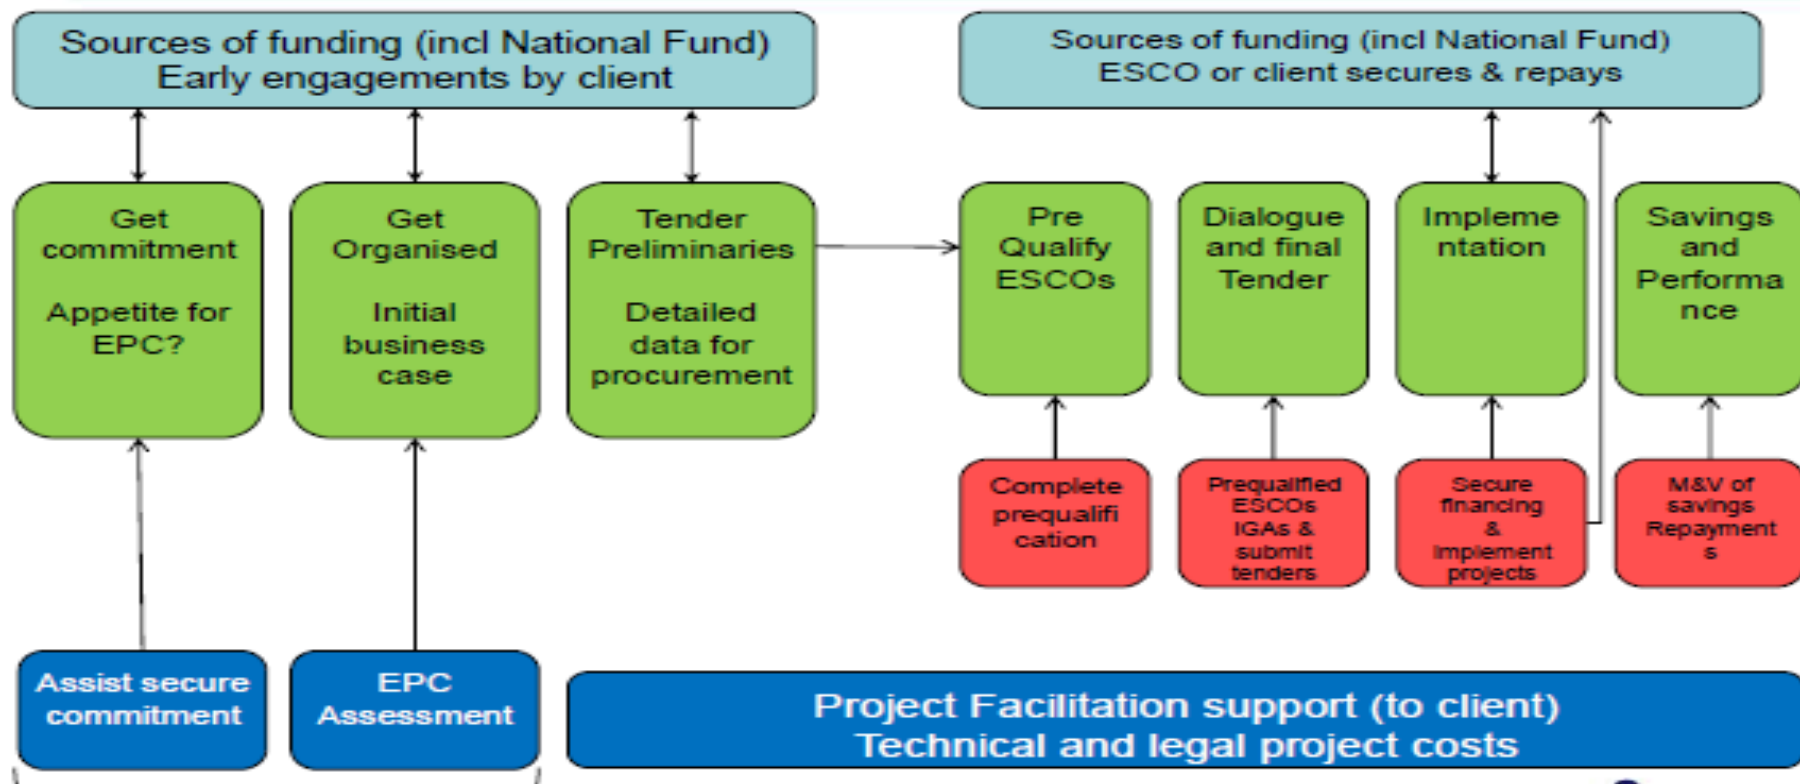 Sources of funding (incl National Fund)
Early engagements by client
Sources of funding (incl National Fund)
ESCO or client secures & repays
Get
commitment
Appetite for
EPC?
Get
Organised
Initial
business
case
Tender
Preliminaries
Detailed
data for
procurement
Pre
Qualify
ESCOs
Dialogue
and final
Tender
Impleme
ntation
Savings
and
Performa
nce
Complete
prequalifi
cation
Prequalified
ESCOs
IGAs &
submit
tenders
Secure
financing
&
implement
projects
M&V of
savings
Repayment
s
Assist secure
commitment
EPC
Assessment
Project Facilitation support (to client)
Technical and legal project costs